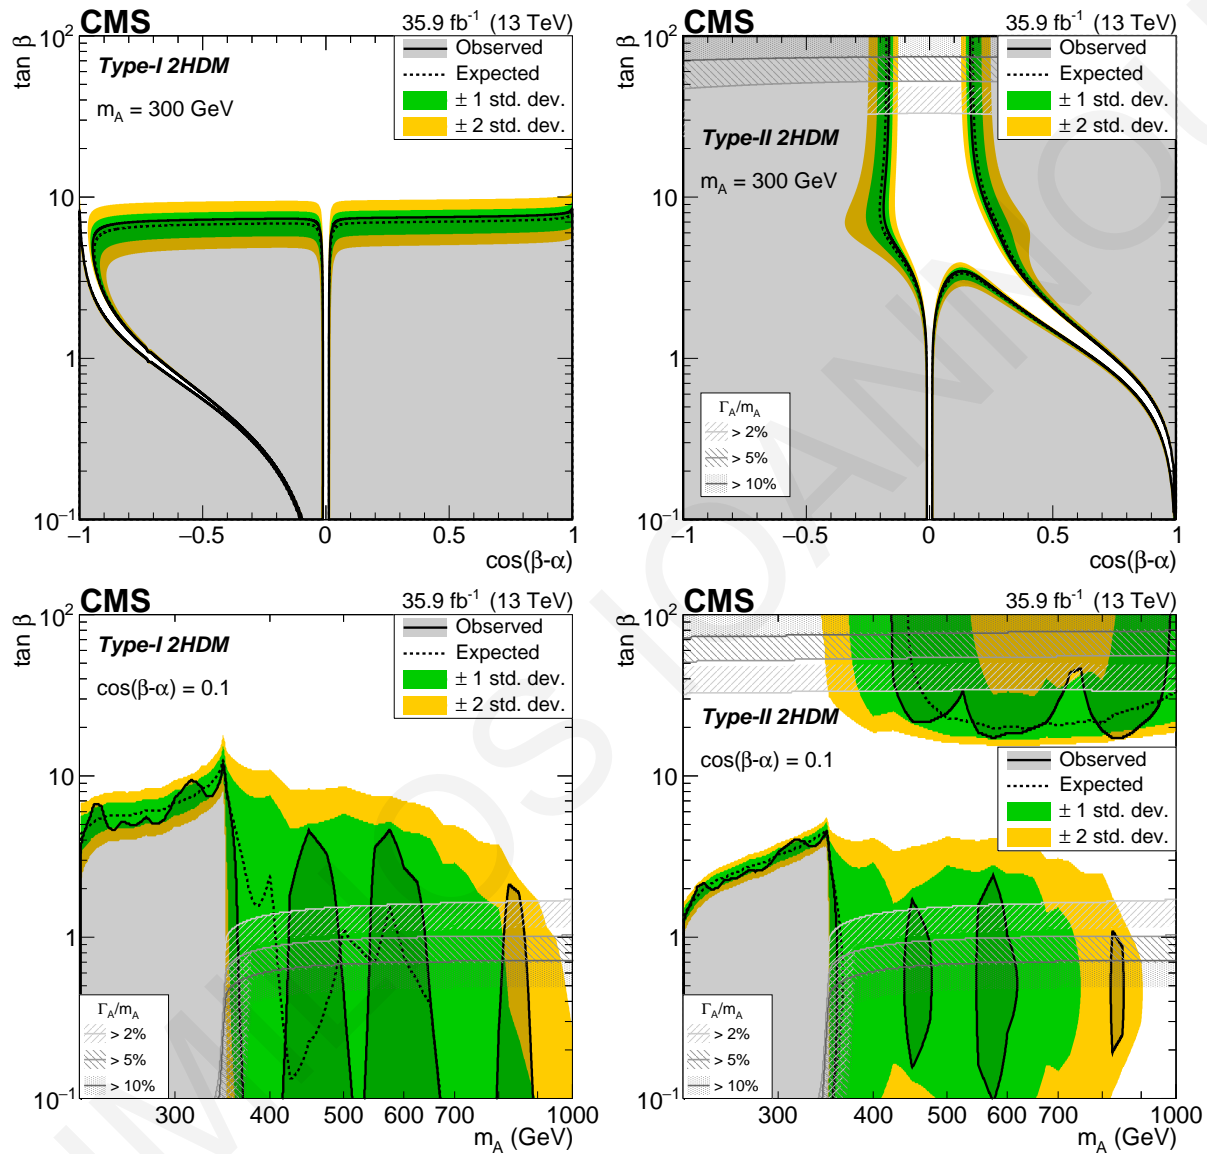 CMS 35.9 fb⁻¹ (13 TeV)
tan β
10²
10
1
10⁻¹
Type-I 2HDM
m_A = 300 GeV
Observed
Expected
± 1 std. dev.
± 2 std. dev.
−1 −0.5 0 0.5 1
cos(β-α)
CMS 35.9 fb⁻¹ (13 TeV)
tan β
10²
10
1
10⁻¹
Observed
Expected
± 1 std. dev.
± 2 std. dev.
Type-II 2HDM
m_A = 300 GeV
Γ_A/m_A
> 2%
> 5%
> 10%
−1 −0.5 0 0.5 1
cos(β-α)
CMS 35.9 fb⁻¹ (13 TeV)
tan β
10²
10
1
10⁻¹
Type-I 2HDM
cos(β-α) = 0.1
Observed
Expected
± 1 std. dev.
± 2 std. dev.
Γ_A/m_A
> 2%
> 5%
> 10%
300 400 500 600 700 1000
m_A (GeV)
CMS 35.9 fb⁻¹ (13 TeV)
tan β
10²
10
1
10⁻¹
Type-II 2HDM
cos(β-α) = 0.1
Observed
Expected
± 1 std. dev.
± 2 std. dev.
Γ_A/m_A
> 2%
> 5%
> 10%
300 400 500 600 700 1000
m_A (GeV)